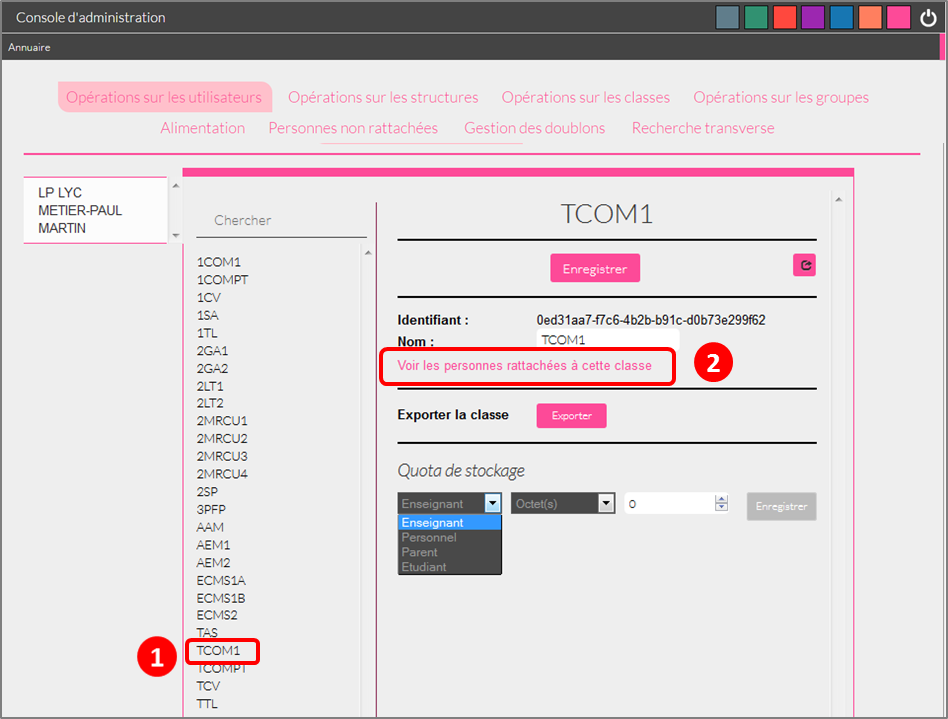 Console d'administration
Annuaire
Opérations sur les utilisateurs
Opérations sur les structures
Opérations sur les classes
Opérations sur les groupes
Alimentation
Personnes non rattachées
Gestion des doublons
Recherche transverse
LP LYC
METIER-PAUL
MARTIN
Chercher
1COM1
1COMPT
1CV
1SA
1TL
2GA1
2GA2
2LT1
2LT2
2MRCU1
2MRCU2
2MRCU3
2MRCU4
2SP
3PFP
AAM
AEM1
AEM2
ECMS1A
ECMS1B
ECMS2
TAS
1
TCOM1
TCOMPT
TCV
TTL
TCOM1
Enregistrer
Identifiant : 0ed31aa7-f7c6-4b2b-b91c-d0b73e299f62
Nom : TCOM1
Voir les personnes rattachées à cette classe
2
Exporter la classe
Exporter
Quota de stockage
Enseignant
Octet(s)
0
Enregistrer
Enseignant
Personnel
Parent
Etudiant